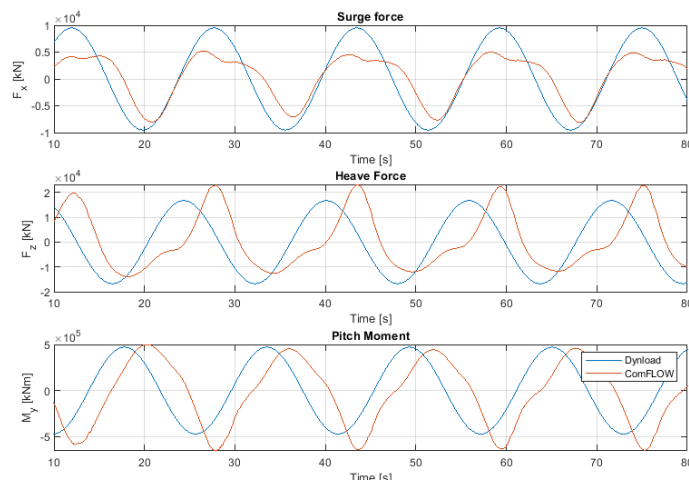 Surge force
×10⁴
1
0.5
0
-0.5
-1
F_x [kN]
10 20 30 40 50 60 70 80
Time [s]
Heave Force
×10⁴
2
1
0
-1
-2
F_z [kN]
10 20 30 40 50 60 70 80
Time [s]
Pitch Moment
×10⁵
5
0
-5
M_y [kNm]
Dynload
ComFLOW
10 20 30 40 50 60 70 80
Time [s]